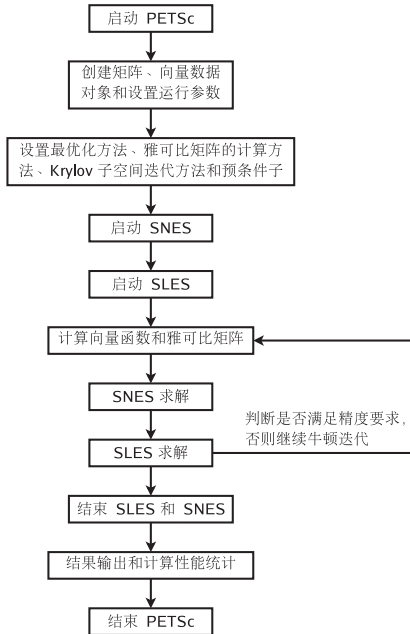 启动 PETSc
创建矩阵、向量数据
对象和设置运行参数
设置最优化方法、雅可比矩阵的计算方
法、Krylov 子空间迭代方法和预条件子
启动 SNES
启动 SLES
计算向量函数和雅可比矩阵
SNES 求解
判断是否满足精度要求,
否则继续牛顿迭代
SLES 求解
结束 SLES 和 SNES
结果输出和计算性能统计
结束 PETSc